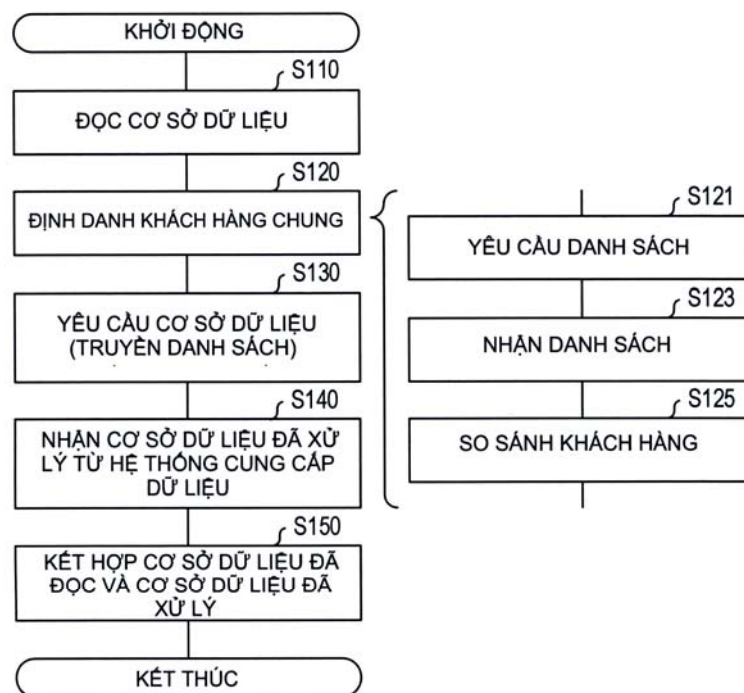 KHỞI ĐỘNG
S110
ĐỌC CƠ SỞ DỮ LIỆU
S120
ĐỊNH DANH KHÁCH HÀNG CHUNG
S130
YÊU CẦU CƠ SỞ DỮ LIỆU
(TRUYỀN DANH SÁCH)
S140
NHẬN CƠ SỞ DỮ LIỆU ĐÃ XỬ
LÝ TỪ HỆ THỐNG CUNG CẤP
DỮ LIỆU
S150
KẾT HỢP CƠ SỞ DỮ LIỆU ĐÃ
ĐỌC VÀ CƠ SỞ DỮ LIỆU ĐÃ
XỬ LÝ
KẾT THÚC
S121
YÊU CẦU DANH SÁCH
S123
NHẬN DANH SÁCH
S125
SO SÁNH KHÁCH HÀNG